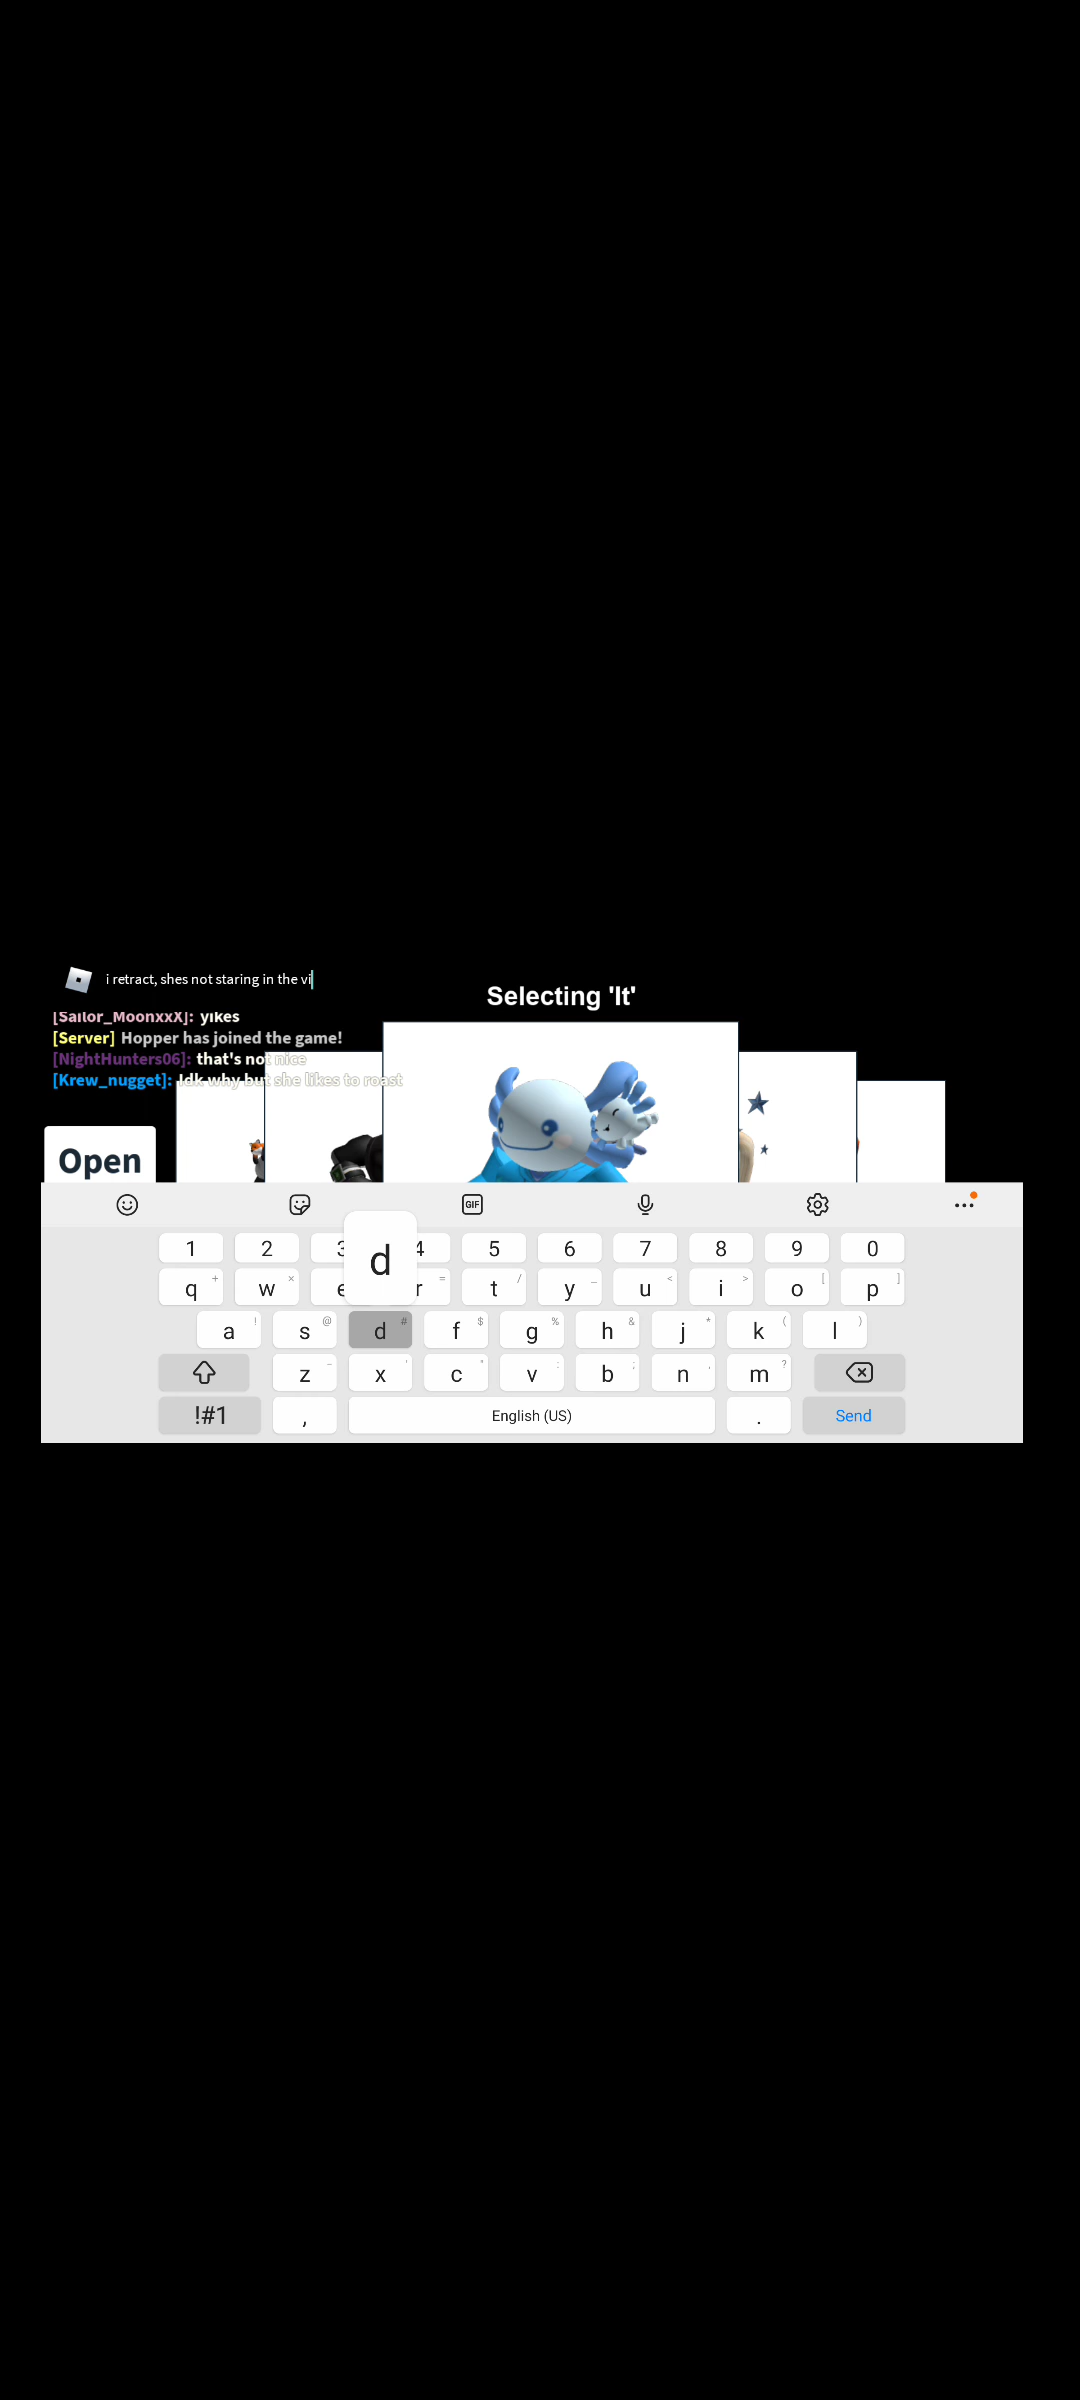 i retract, shes not staring in the vi
Selecting 'It'
[Sailor_MoonxxX]: yikes
[Server] Hopper has joined the game!
[NightHunters06]: that's not nice
[Krew_nugget]: Idk why but she likes to roast
Open
GIF
d
1 2 3 4 5 6 7 8 9 0
q + w × e r = t / y _ u < i > o [ p ]
a ! s @ d # f $ g % h & j * k ( l )
z - x ' c " v : b ; n , m ?
!#1 , English (US) . Send